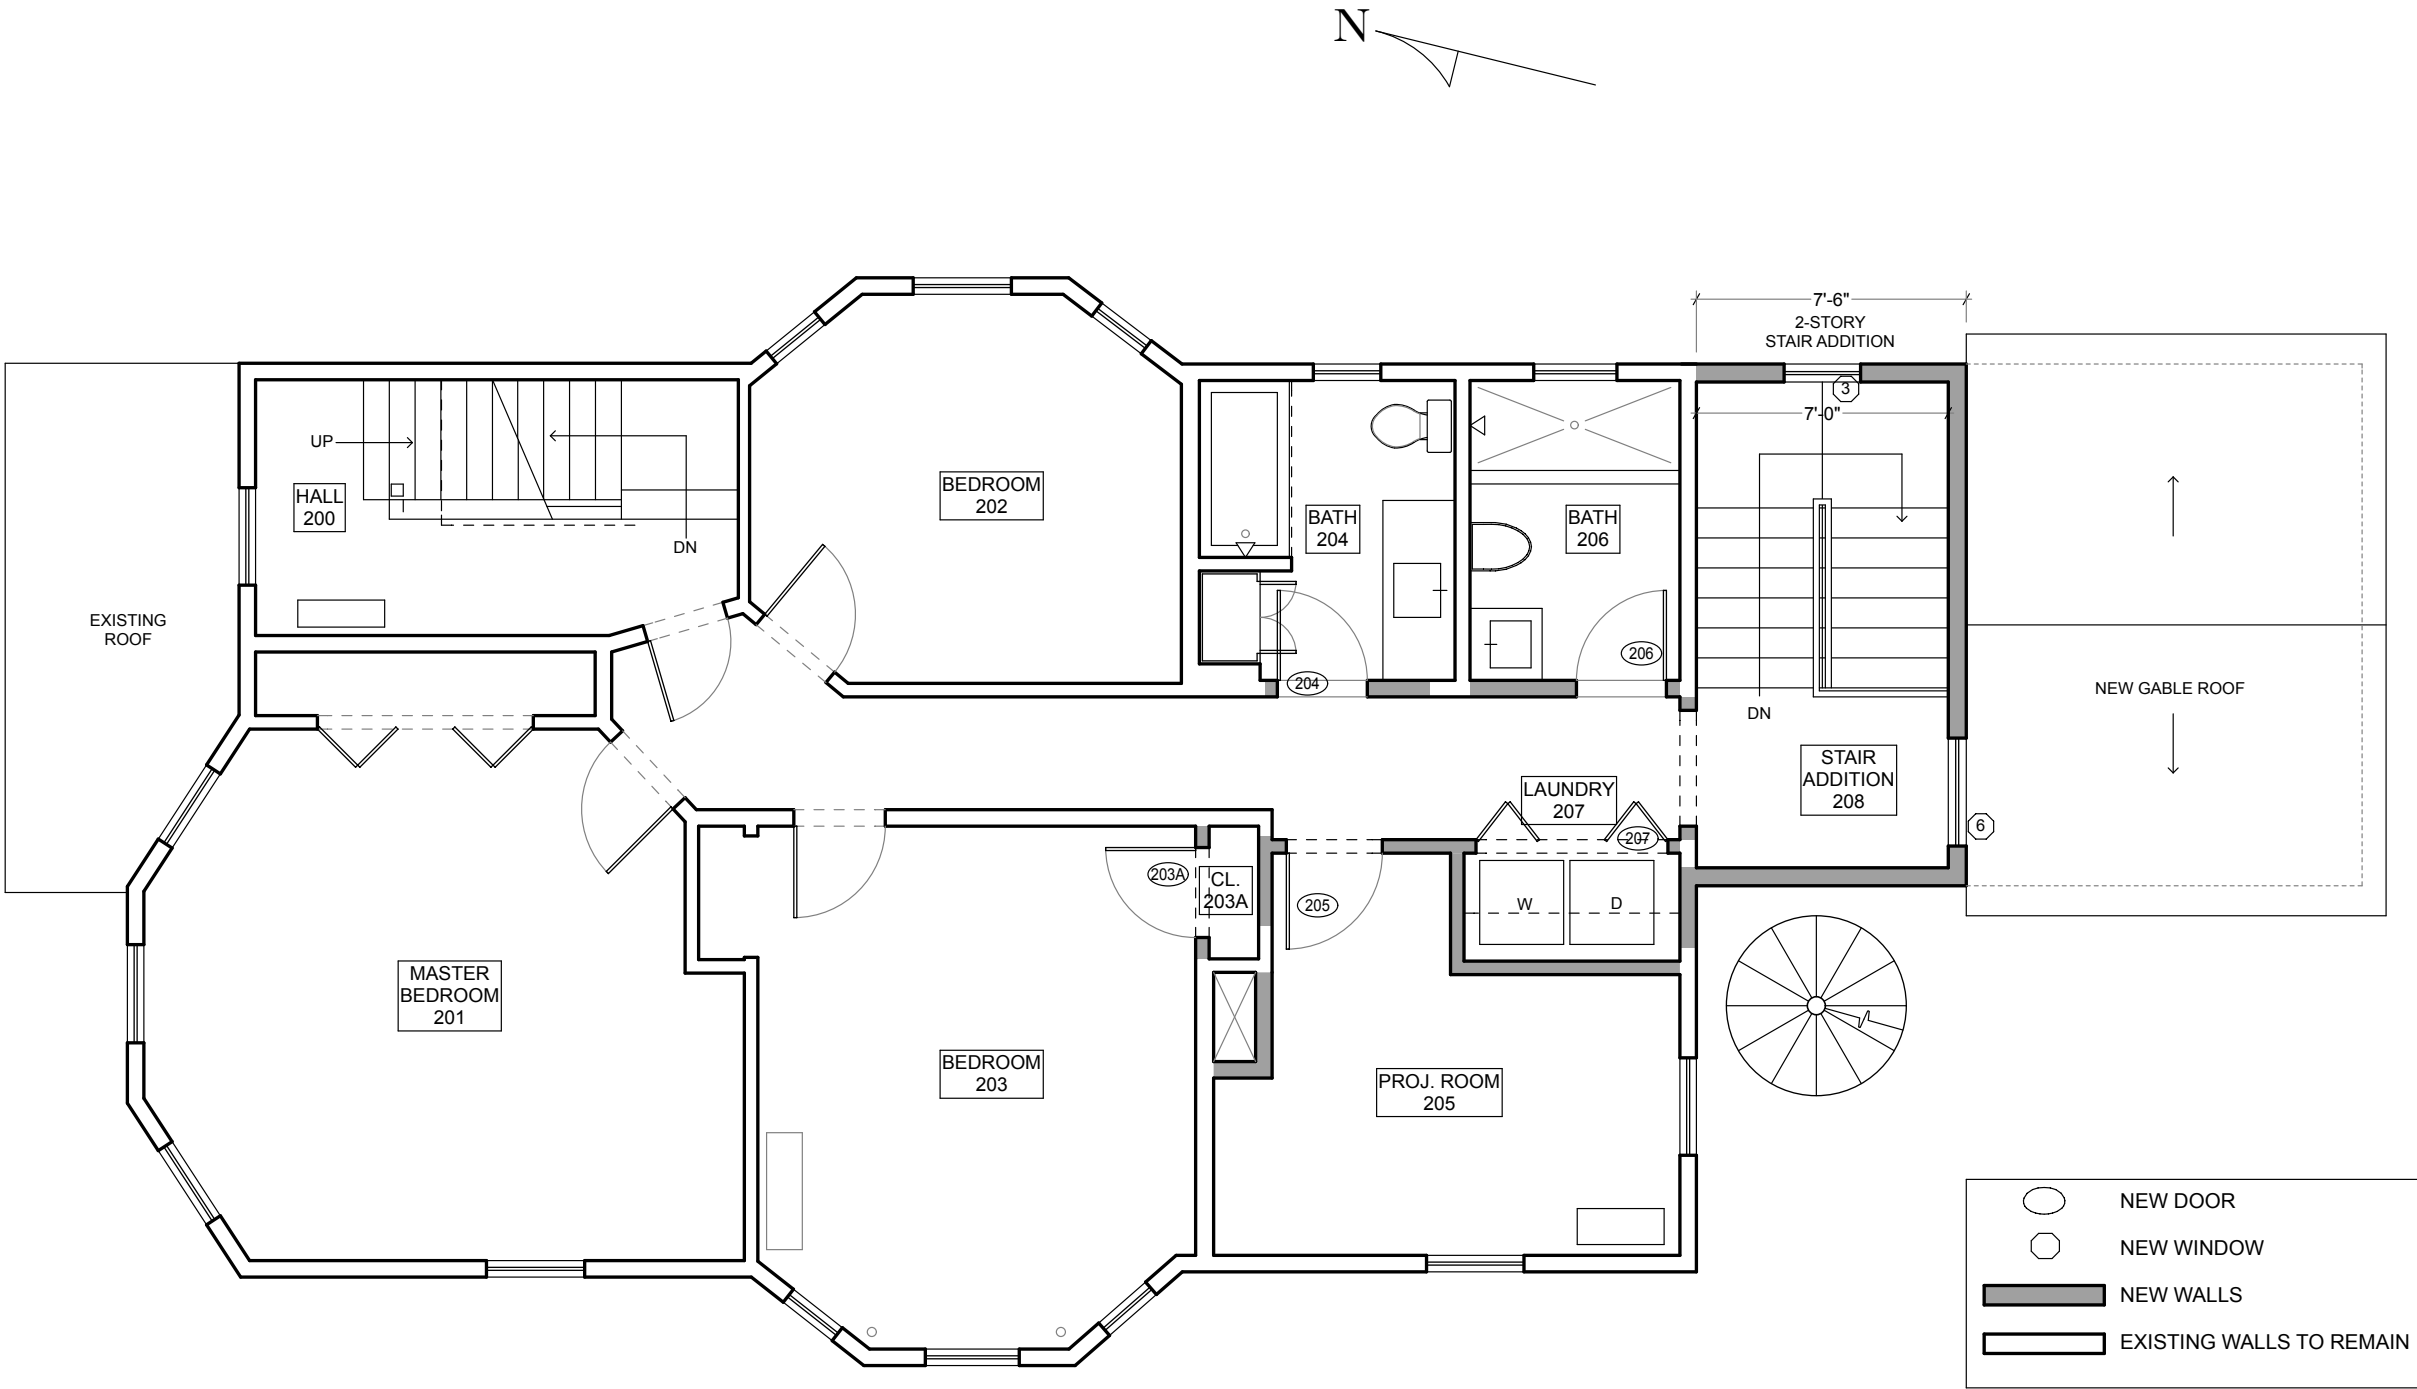 N
7'-6"
2-STORY
STAIR ADDITION
3
7'-0"
UP
HALL
200
DN
BEDROOM
202
BATH
204
BATH
206
EXISTING
ROOF
204
206
NEW GABLE ROOF
DN
STAIR
ADDITION
208
LAUNDRY
207
207
6
203A
CL.
203A
205
W
D
MASTER
BEDROOM
201
BEDROOM
203
PROJ. ROOM
205
NEW DOOR
NEW WINDOW
NEW WALLS
EXISTING WALLS TO REMAIN